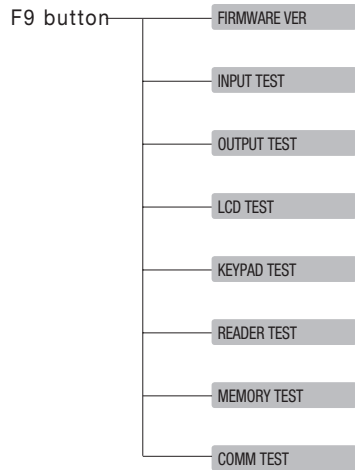 F9 button
FIRMWARE VER
INPUT TEST
OUTPUT TEST
LCD TEST
KEYPAD TEST
READER TEST
MEMORY TEST
COMM TEST